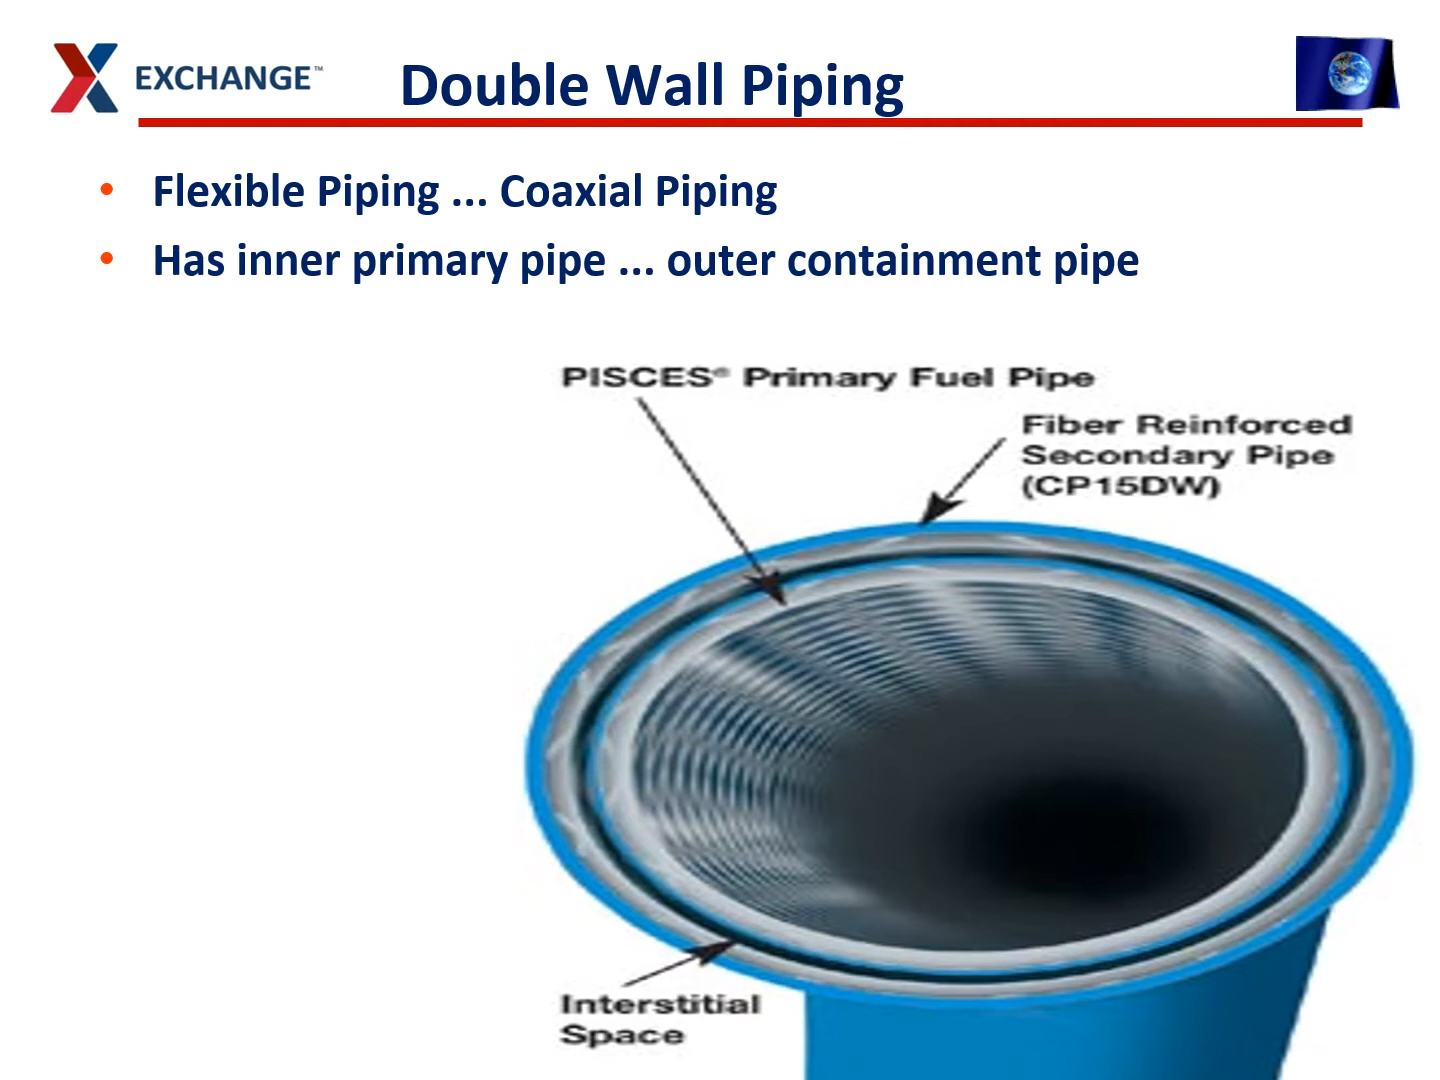 EXCHANGE™
Double Wall Piping
• Flexible Piping ... Coaxial Piping
• Has inner primary pipe ... outer containment pipe
PISCES® Primary Fuel Pipe
Fiber Reinforced
Secondary Pipe
(CP15DW)
Interstitial
Space